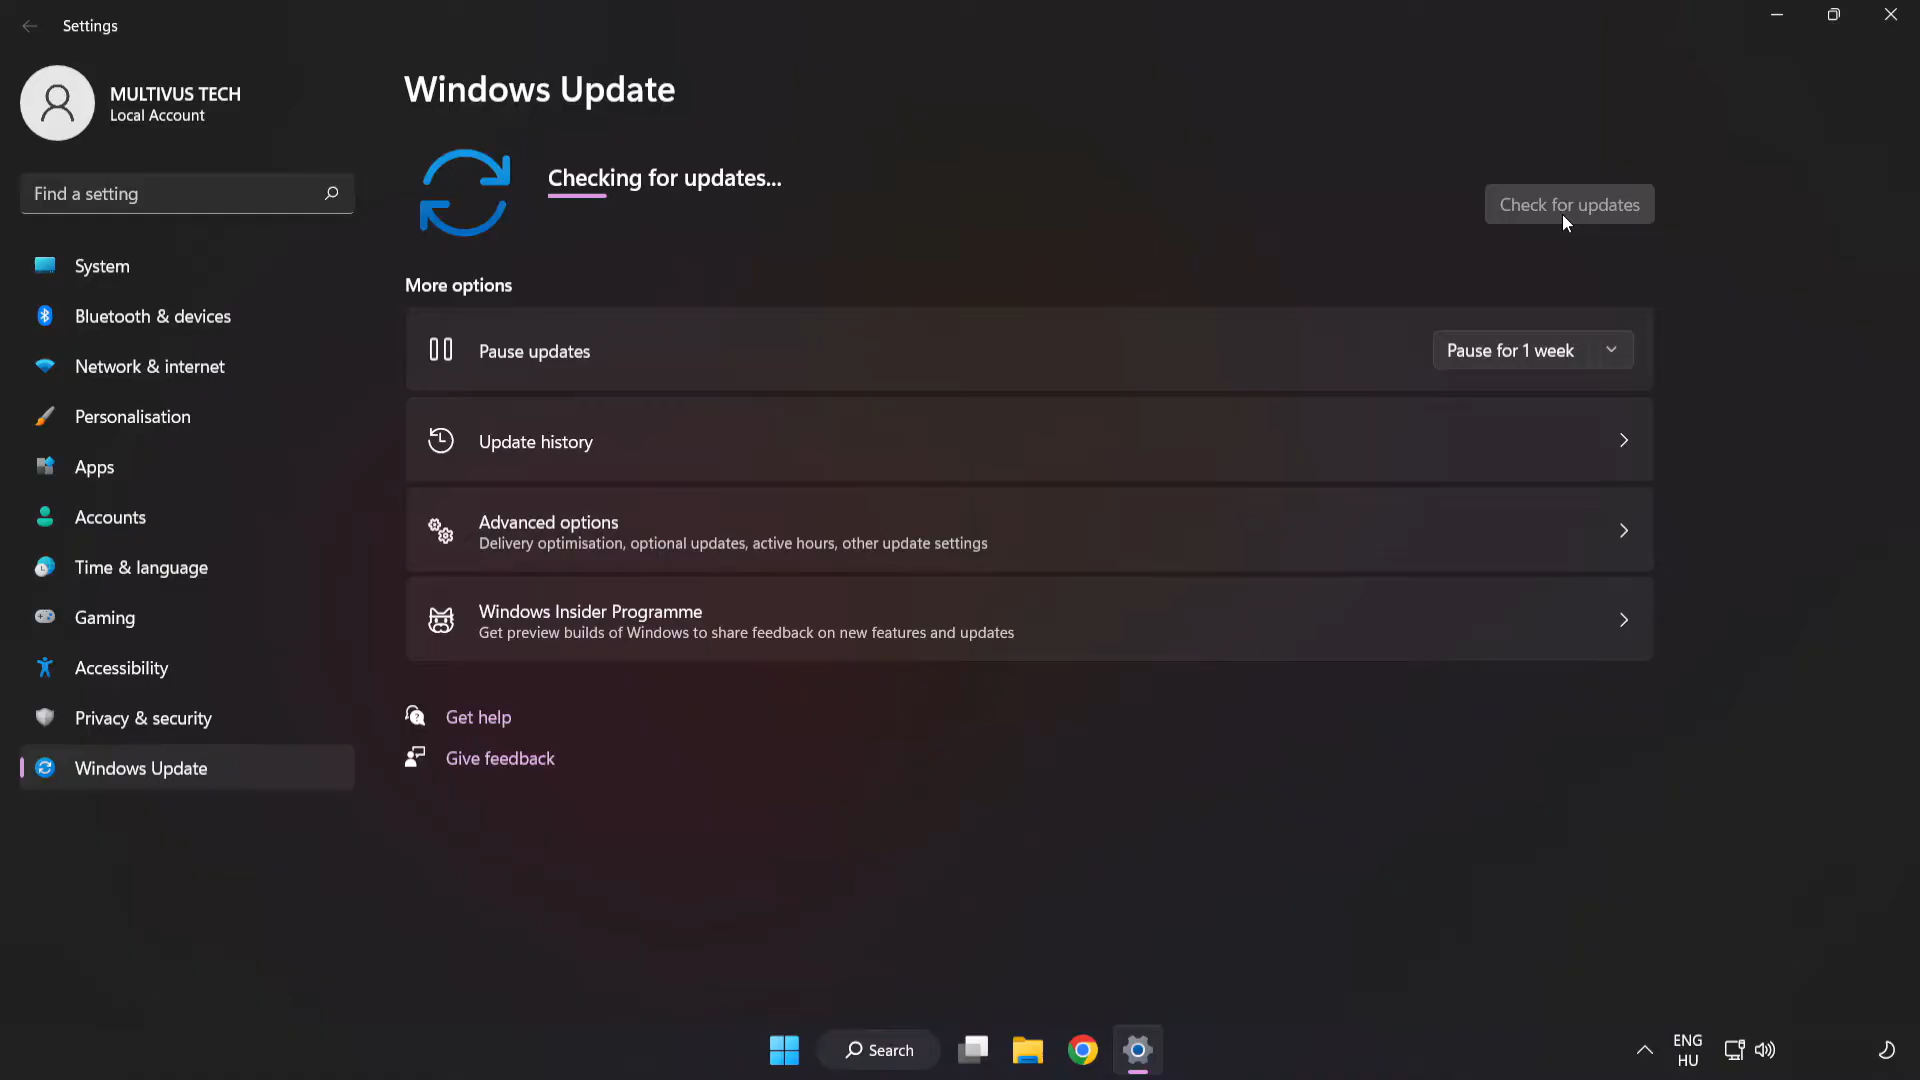 Settings
MULTIVUS TECH
Local Account
Find a setting
System
Bluetooth & devices
Network & internet
Personalisation
Apps
Accounts
Time & language
Gaming
Accessibility
Privacy & security
Windows Update
Windows Update
Checking for updates...
Check for updates
More options
Pause updates
Pause for 1 week
Update history
Advanced options
Delivery optimisation, optional updates, active hours, other update settings
Windows Insider Programme
Get preview builds of Windows to share feedback on new features and updates
Get help
Give feedback
Search
ENG
HU